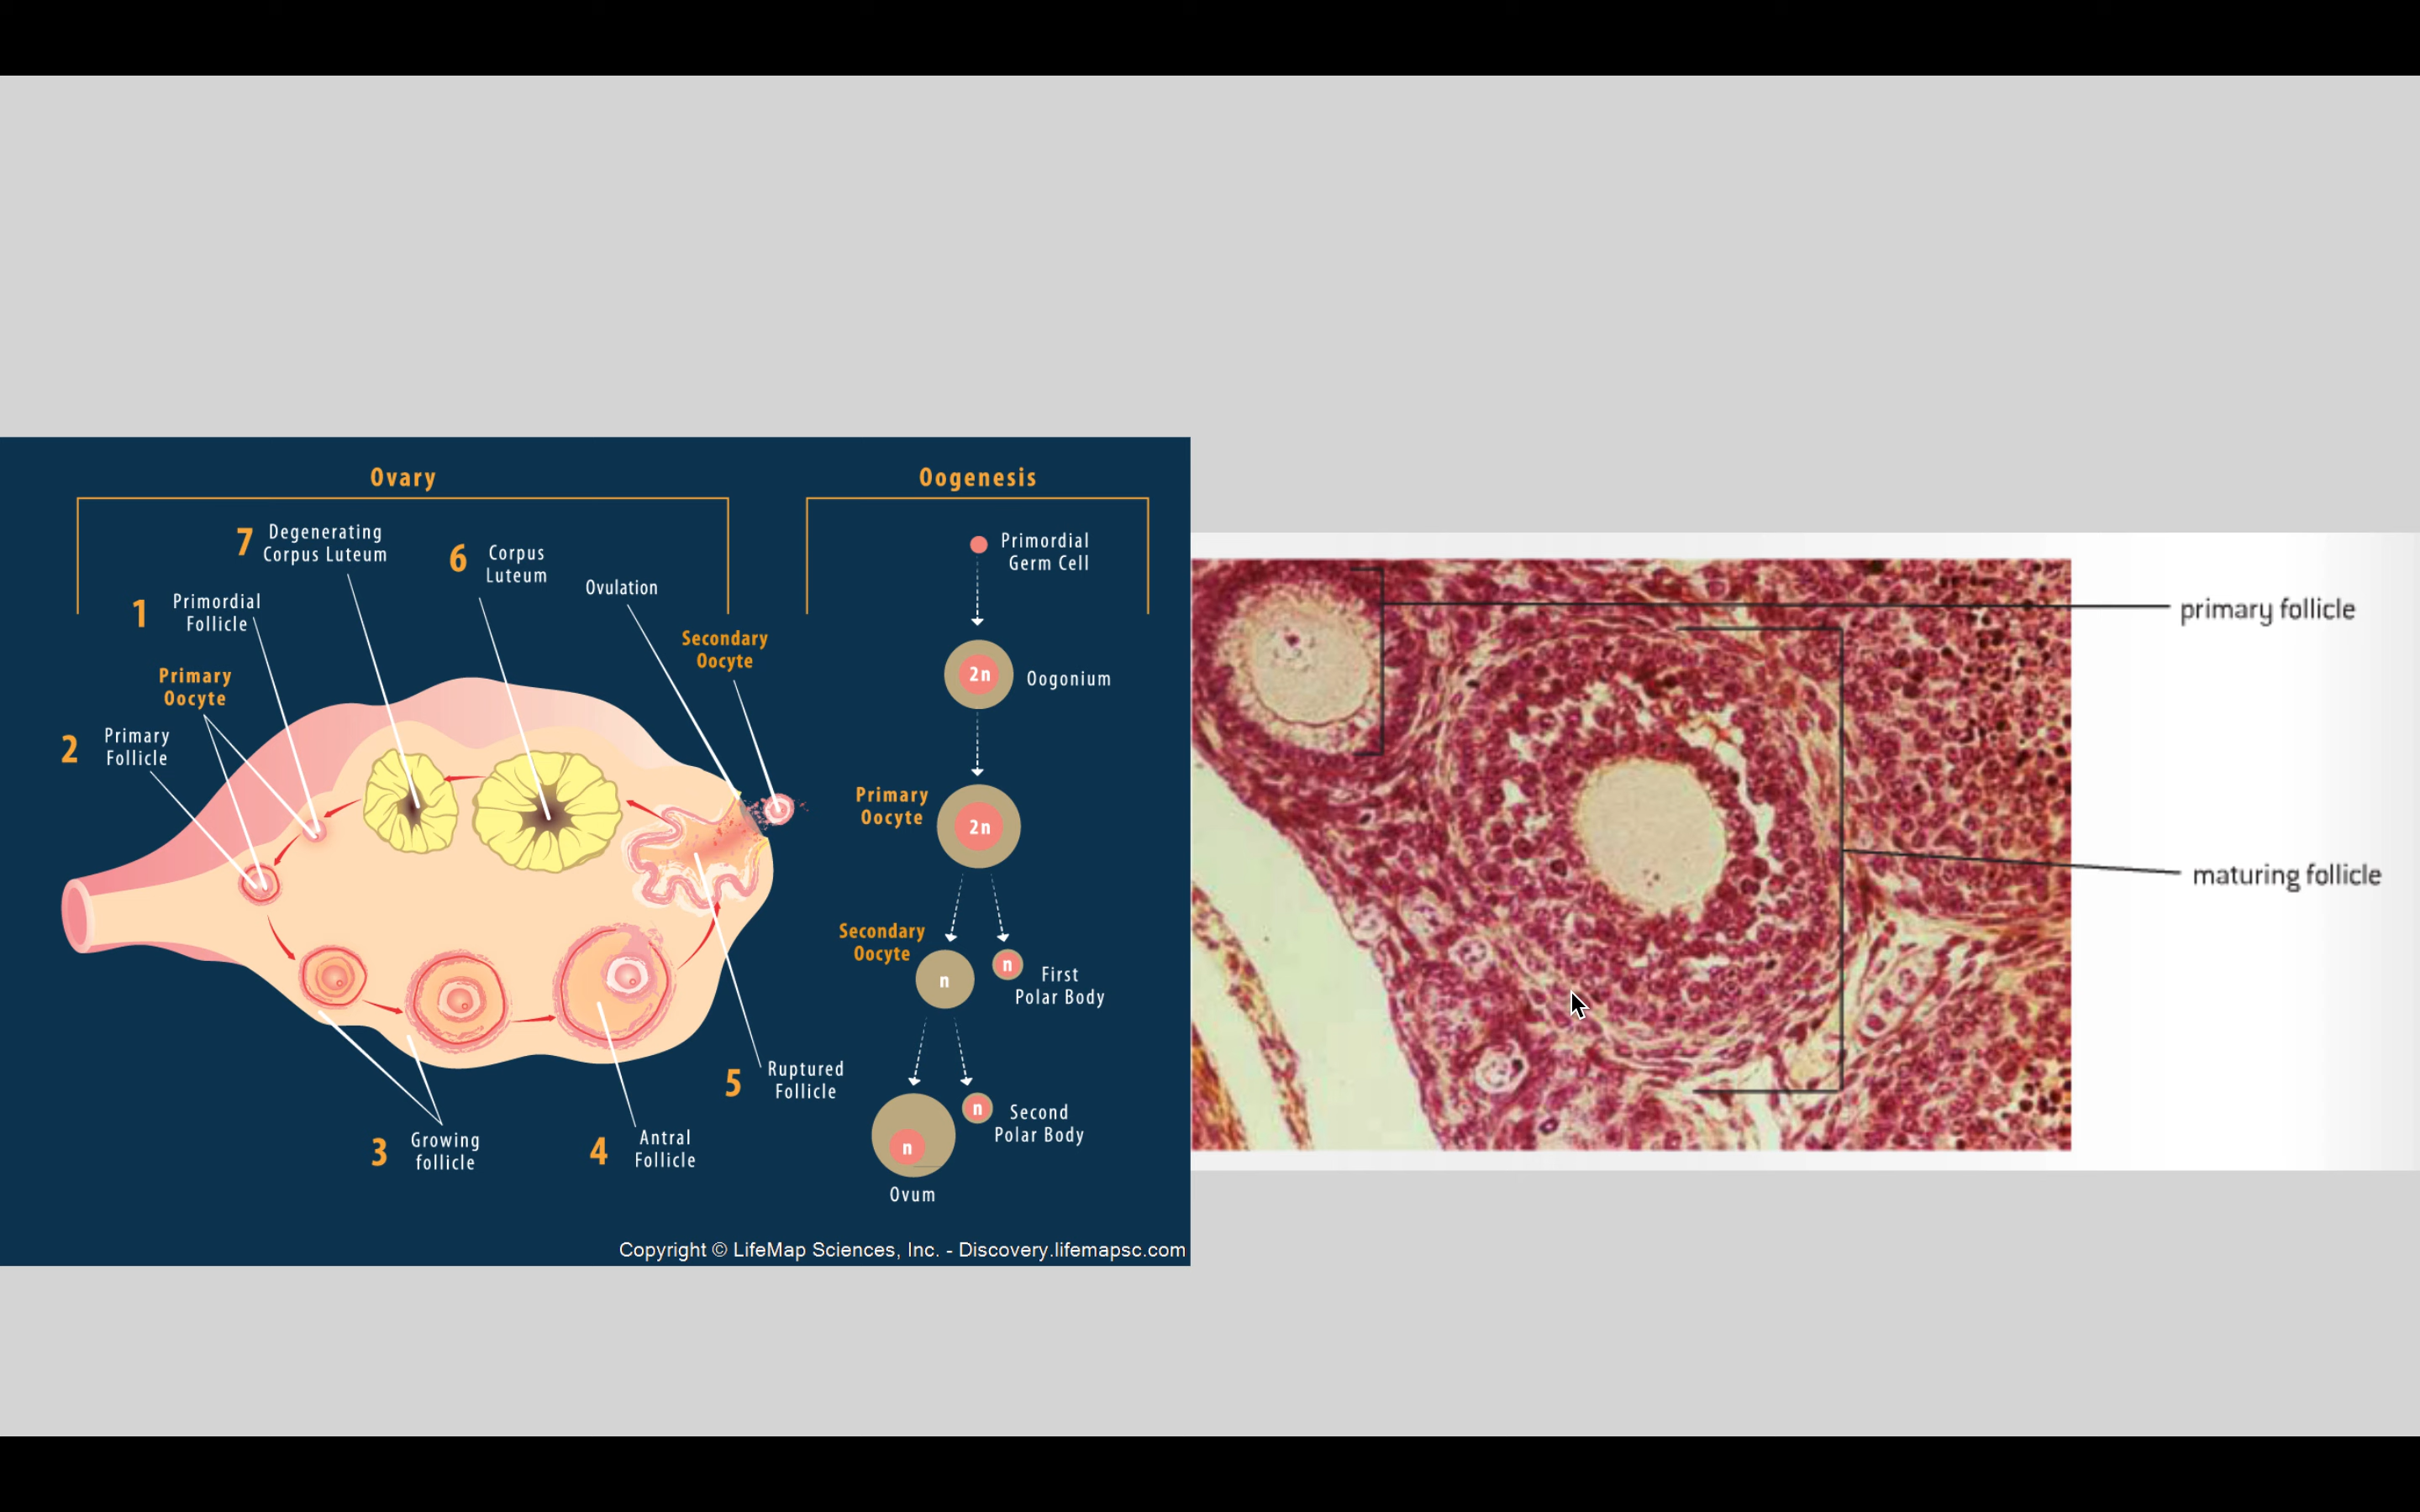 Ovary
7 Degenerating
Corpus Luteum
6 Corpus
Luteum
Ovulation
1 Primordial
Follicle
Secondary
Oocyte
Primary
Oocyte
2 Primary
Follicle
3 Growing
follicle
4 Antral
Follicle
5 Ruptured
Follicle
Oogenesis
Primordial
Germ Cell
2n
Oogonium
Primary
Oocyte
2n
Secondary
Oocyte
n
n
First
Polar Body
n
Second
Polar Body
n
Ovum
Copyright © LifeMap Sciences, Inc. - Discovery.lifemapsc.com
primary follicle
maturing follicle